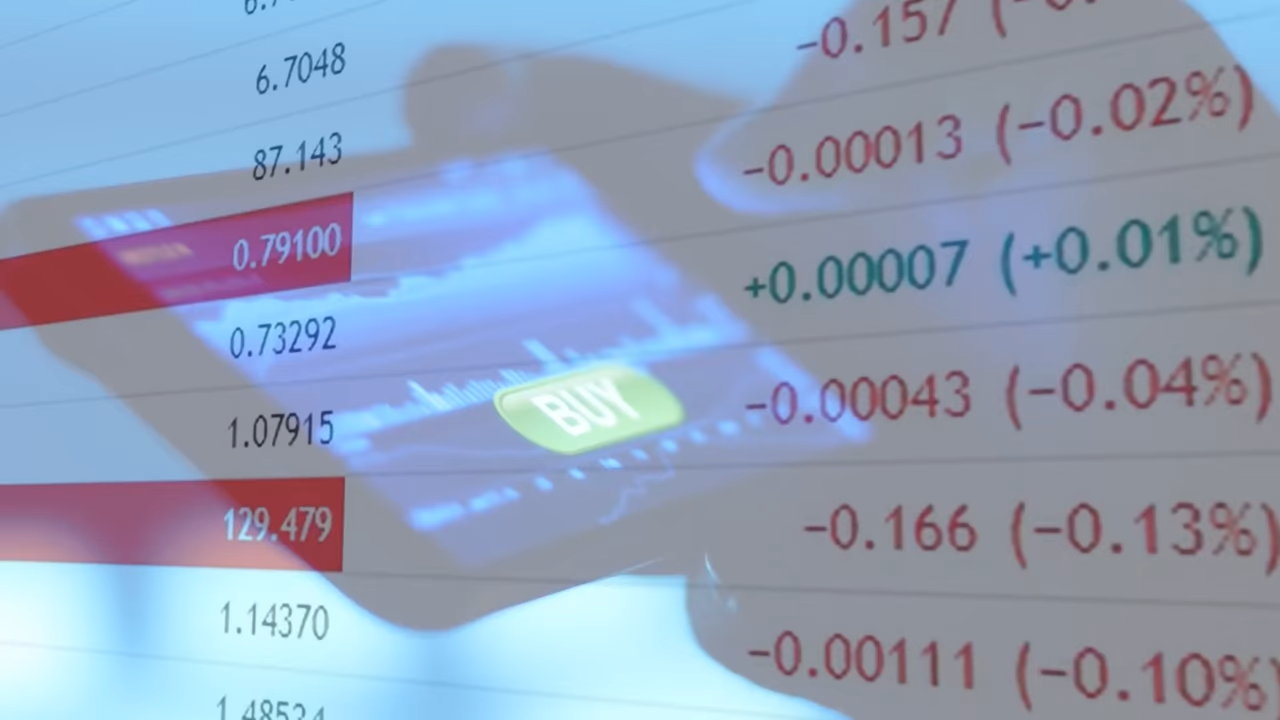 6.7048
87.143 −0.157
0.79100 −0.00013 (−0.02%)
0.73292 +0.00007 (+0.01%)
1.07915 −0.00043 (−0.04%)
BUY
129.479 −0.166 (−0.13%)
1.14370 −0.00111 (−0.10%)